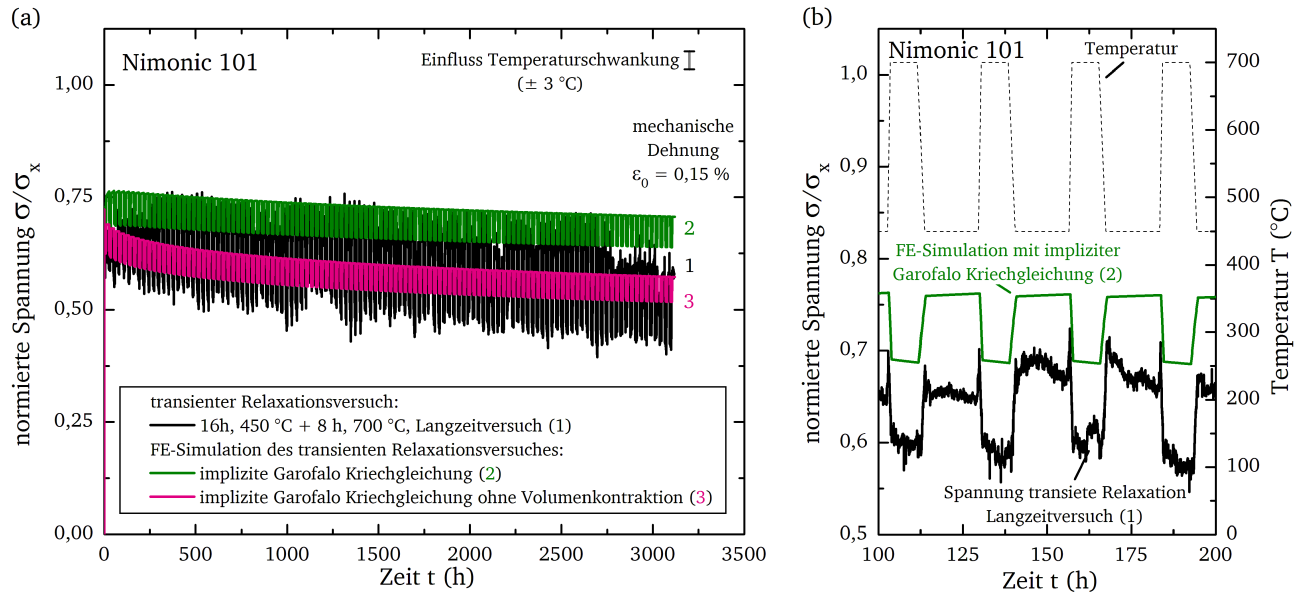 (a)
Nimonic 101
Einfluss Temperaturschwankung
(± 3 °C)
mechanische
Dehnung
ε₀ = 0,15 %
2
1
3
normierte Spannung σ/σₓ
1,00
0,75
0,50
0,25
0,00
transienter Relaxationsversuch:
16h, 450 °C + 8 h, 700 °C, Langzeitversuch (1)
FE-Simulation des transienten Relaxationsversuches:
implizite Garofalo Kriechgleichung (2)
implizite Garofalo Kriechgleichung ohne Volumenkontraktion (3)
0 500 1000 1500 2000 2500 3000 3500
Zeit t (h)
(b)
Nimonic 101
Temperatur
normierte Spannung σ/σₓ
1,0
0,9
0,8
0,7
0,6
0,5
FE-Simulation mit impliziter
Garofalo Kriechgleichung (2)
Spannung transiete Relaxation
Langzeitversuch (1)
700
600
500
400
300
200
100
0
Temperatur T (°C)
100 125 150 175 200
Zeit t (h)